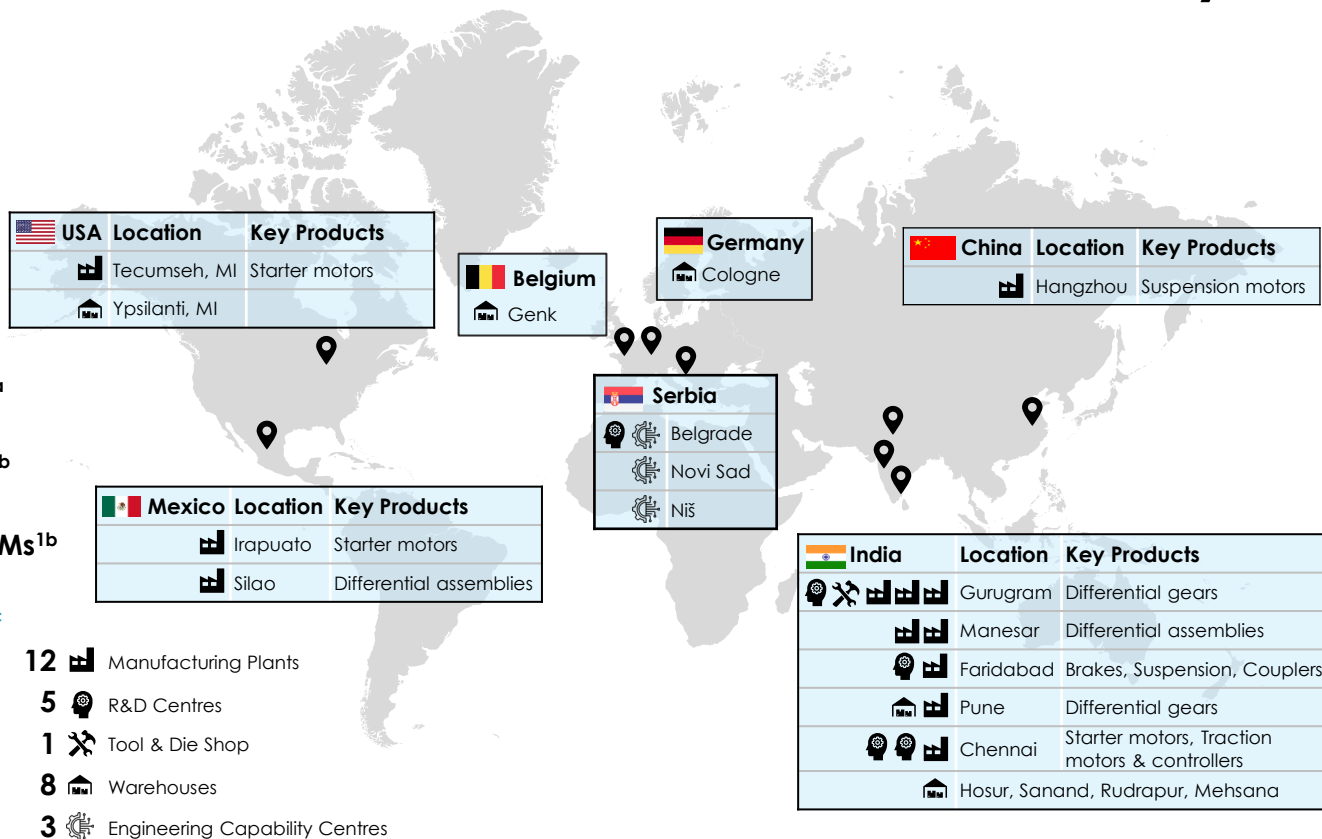 USA Location Key Products
Tecumseh, MI Starter motors
Ypsilanti, MI
Belgium
Genk
Germany
Cologne
China Location Key Products
Hangzhou Suspension motors
Serbia
Belgrade
Novi Sad
Niš
Mexico Location Key Products
Irapuato Starter motors
Silao Differential assemblies
India Location Key Products
Gurugram Differential gears
Manesar Differential assemblies
Faridabad Brakes, Suspension, Couplers
Pune Differential gears
Chennai Starter motors, Traction
motors & controllers
Hosur, Sanand, Rudrapur, Mehsana
Ms1b
12 Manufacturing Plants
5 R&D Centres
1 Tool & Die Shop
8 Warehouses
3 Engineering Capability Centres